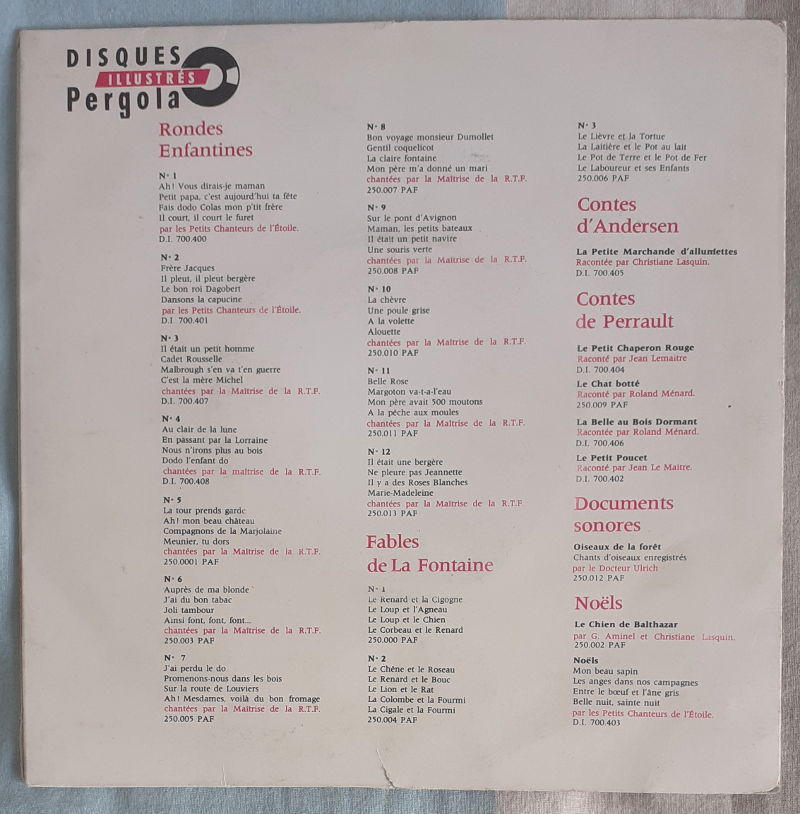 DISQUES
ILLUSTRÉS
Pergola
Rondes
Enfantines
N° 1
Ah! Vous dirais-je maman
Petit papa, c'est aujourd'hui ta fête
Fais dodo Colas mon p'tit frère
Il court, il court le furet
par les Petits Chanteurs de l'Étoile.
D.I. 700.400
N° 2
Frère Jacques
Il pleut, il pleut bergère
Le bon roi Dagobert
Dansons la capucine
par les Petits Chanteurs de l'Étoile.
D.I. 700.401
N° 3
Il était un petit homme
Cadet Rousselle
Malbrough s'en va t'en guerre
C'est la mère Michel
chantées par la Maîtrise de la R.T.F.
D.I. 700.407
N° 4
Au clair de la lune
En passant par la Lorraine
Nous n'irons plus au bois
Dodo l'enfant do
chantées par la maîtrise de la R.T.F.
D.I. 700.408
N° 5
La tour prends garde
Ah! mon beau château
Compagnons de la Marjolaine
Meunier, tu dors
chantées par la Maîtrise de la R.T.F.
250.0001 PAF
N° 6
Auprès de ma blonde
J'ai du bon tabac
Joli tambour
Ainsi font, font, font...
chantées par la Maîtrise de la R.T.F.
250.003 PAF
N° 7
J'ai perdu le do
Promenons-nous dans les bois
Sur la route de Louviers
Ah! Mesdames, voilà du bon fromage
chantées par la Maîtrise de la R.T.F.
250.005 PAF
N° 8
Bon voyage monsieur Dumollet
Gentil coquelicot
La claire fontaine
Mon père m'a donné un mari
chantées par la Maîtrise de la R.T.F.
250.007 PAF
N° 9
Sur le pont d'Avignon
Maman, les petits bateaux
Il était un petit navire
Une souris verte
chantées par la Maîtrise de la R.T.F.
250.008 PAF
N° 10
La chèvre
Une poule grise
A la volette
Alouette
chantées par la Maîtrise de la R.T.F.
250.010 PAF
N° 11
Belle Rose
Margoton va-t-a-l'eau
Mon père avait 500 moutons
A la pêche aux moules
chantées par la Maîtrise de la R.T.F.
250.011 PAF
N° 12
Il était une bergère
Ne pleure pas Jeannette
Il y a des Roses Blanches
Marie-Madeleine
chantées par la Maîtrise de la R.T.F.
250.013 PAF
Fables
de La Fontaine
N° 1
Le Renard et la Cigogne
Le Loup et l'Agneau
Le Loup et le Chien
Le Corbeau et le Renard
250.000 PAF
N° 2
Le Chêne et le Roseau
Le Renard et le Bouc
Le Lion et le Rat
La Colombe et la Fourmi
La Cigale et la Fourmi
250.004 PAF
N° 3
Le Lièvre et la Tortue
La Laitière et le Pot au lait
Le Pot de Terre et le Pot de Fer
Le Laboureur et ses Enfants
250.006 PAF
Contes
d'Andersen
La Petite Marchande d'allumettes
Racontée par Christiane Lasquin.
D.I. 700.405
Contes
de Perrault
Le Petit Chaperon Rouge
Raconté par Jean Lemaitre
D.I. 700.404
Le Chat botté
Raconté par Roland Ménard.
250.009 PAF
La Belle au Bois Dormant
Racontée par Roland Ménard.
D.I. 700.406
Le Petit Poucet
Raconté par Jean Le Maître.
D.I. 700.402
Documents
sonores
Oiseaux de la forêt
Chants d'oiseaux enregistrés
par le Docteur Ulrich
250.012 PAF
Noëls
Le Chien de Balthazar
par G. Aminel et Christiane Lasquin.
250.002 PAF
Noëls
Mon beau sapin
Les anges dans nos campagnes
Entre le bœuf et l'âne gris
Belle nuit, sainte nuit
par les Petits Chanteurs de l'Étoile.
D.I. 700.403